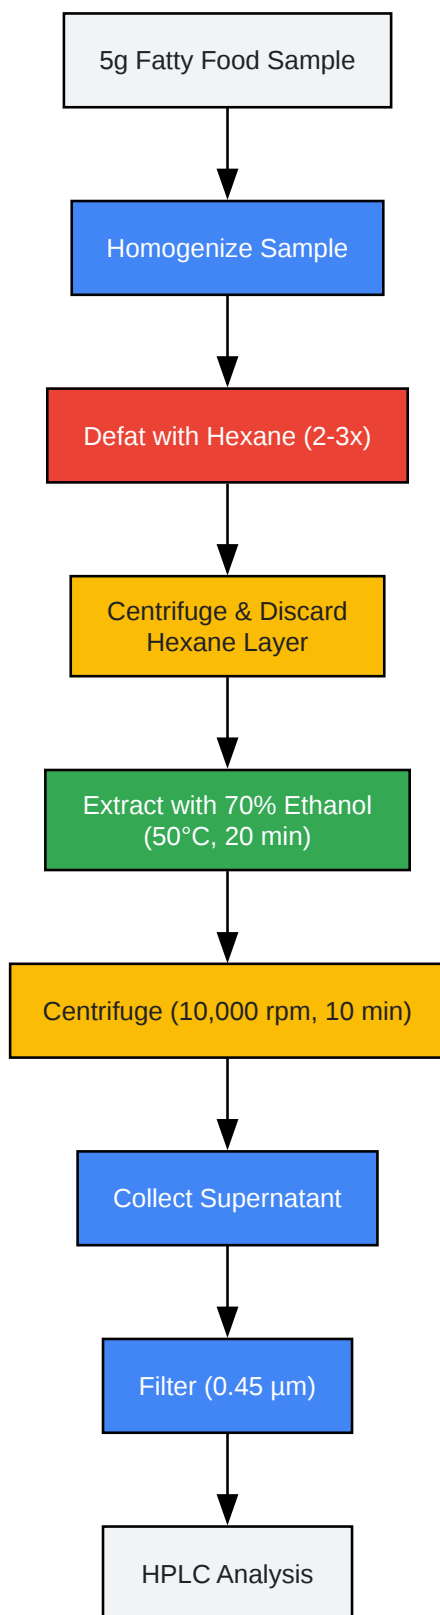 5g Fatty Food Sample
Homogenize Sample
Defat with Hexane (2-3x)
Centrifuge & Discard
Hexane Layer
Extract with 70% Ethanol
(50°C, 20 min)
Centrifuge (10,000 rpm, 10 min)
Collect Supernatant
Filter (0.45 µm)
HPLC Analysis